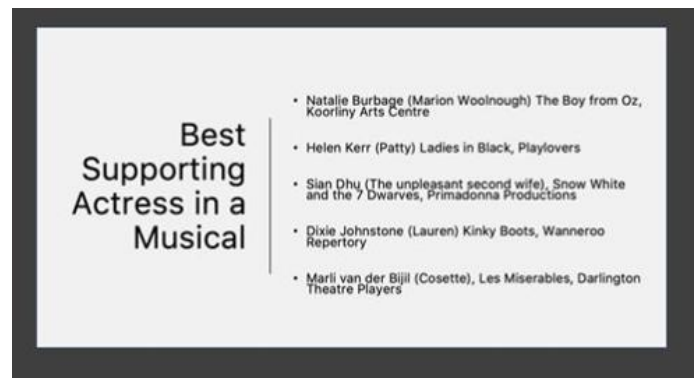 Best
Supporting
Actress in a
Musical
• Natalie Burbage (Marion Woolnough) The Boy from Oz,
Koorliny Arts Centre
• Helen Kerr (Patty) Ladies in Black, Playlovers
• Sian Dhu (The unpleasant second wife), Snow White
and the 7 Dwarves, Primadonna Productions
• Dixie Johnstone (Lauren) Kinky Boots, Wanneroo
Repertory
• Marli van der Bijil (Cosette), Les Miserables, Darlington
Theatre Players